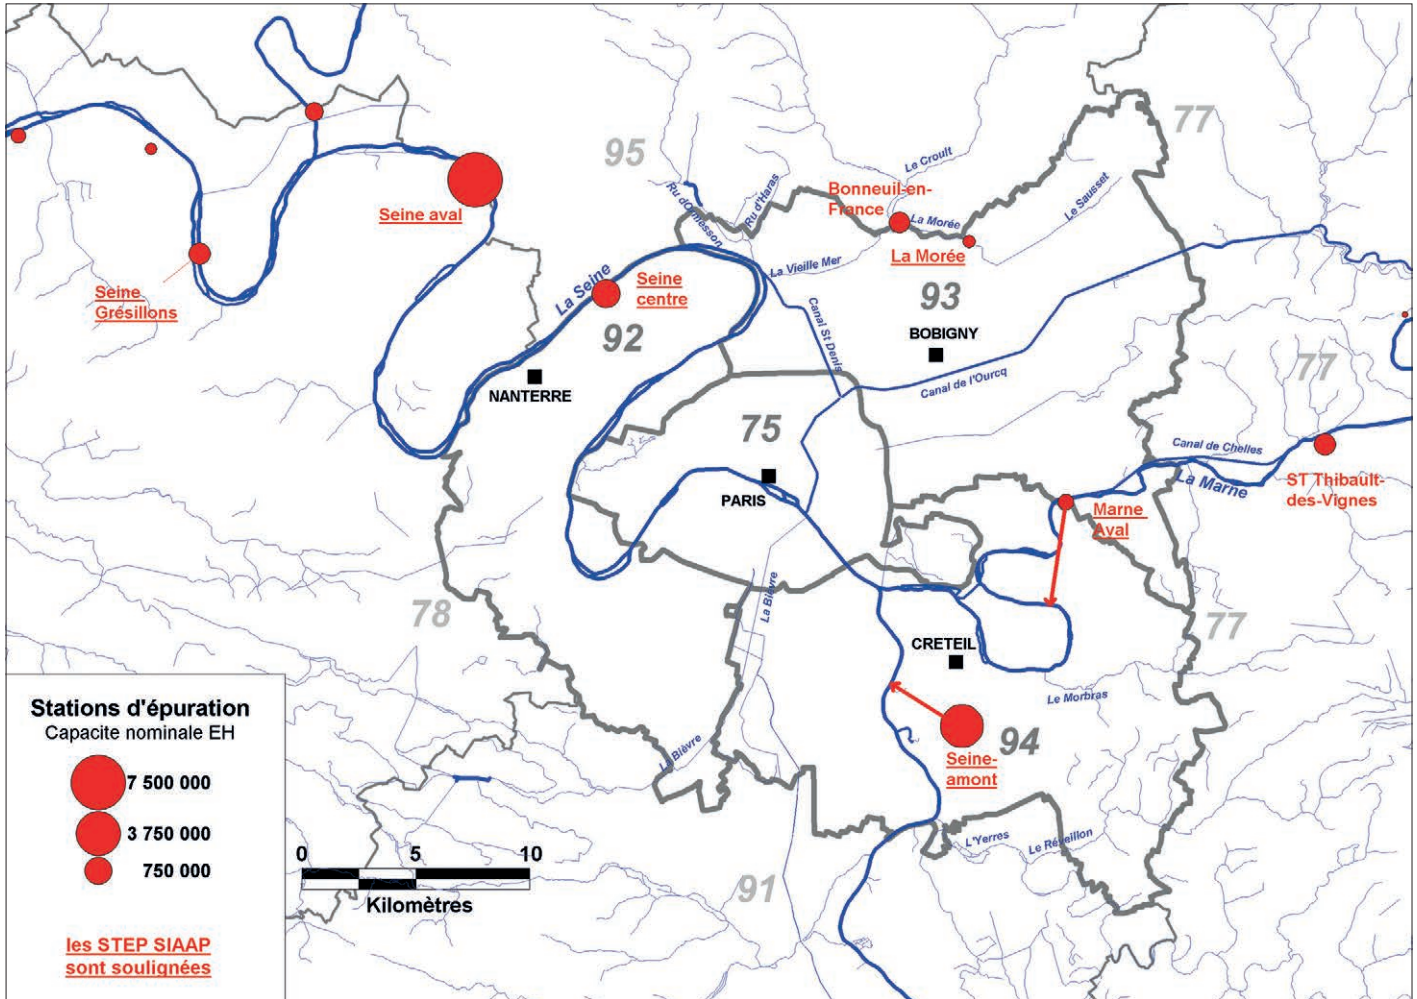 77
95
Le Croult
Bonneuil-en-
France
Ru d'Ormesson
Ru d'Haras
La Morée
Le Sausset
Seine aval
La Morée
La Vieille Mer
La Seine
Seine
centre
Seine
Grésillons
93
92
Canal St Denis
BOBIGNY
77
NANTERRE
Canal de l'Ourcq
75
Canal de Chelles
La Marne
PARIS
ST Thibault-
des-Vignes
Marne
Aval
La Bièvre
78
77
CRETEIL
Le Morbras
94
La Bièvre
Seine-
amont
L'Yerres
Le Réveillon
91
Stations d'épuration
Capacite nominale EH
7 500 000
3 750 000
750 000
les STEP SIAAP
sont soulignées
0 5 10
Kilomètres